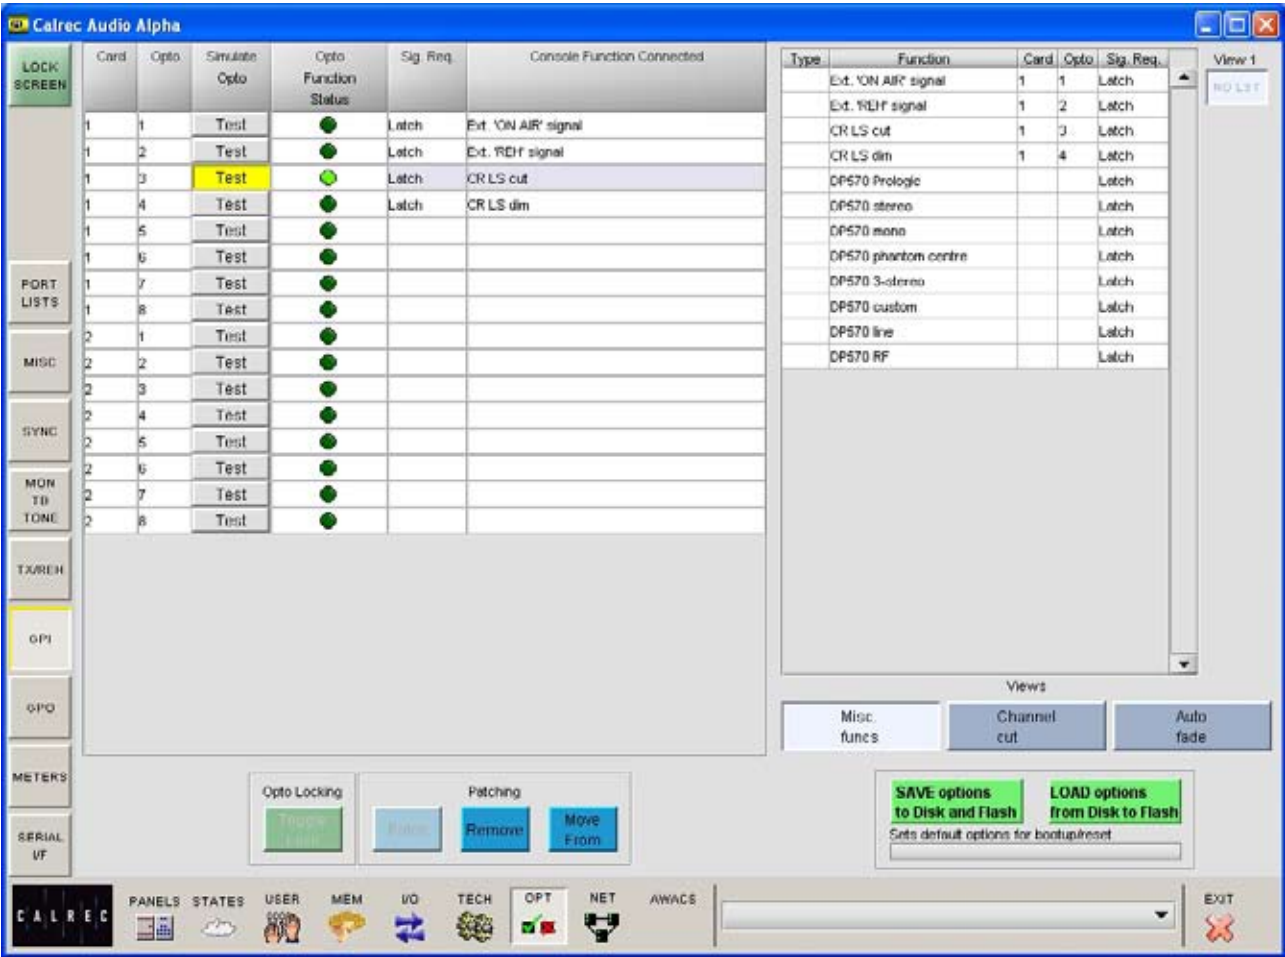 Calrec Audio Alpha
LOCK
SCREEN
PORT
LISTS
MISC
SYNC
MON
TB
TONE
TX/REH
GPI
GPO
METERS
SERIAL
I/F
Card Opto Simulate Opto Opto Function Status Sig. Req. Console Function Connected
1 1 Test Latch Ext. 'ON AIR' signal
1 2 Test Latch Ext. 'REH' signal
1 3 Test Latch CR LS cut
1 4 Test Latch CR LS dim
1 5 Test
1 6 Test
1 7 Test
1 8 Test
2 1 Test
2 2 Test
2 3 Test
2 4 Test
2 5 Test
2 6 Test
2 7 Test
2 8 Test
Type Function Card Opto Sig. Req.
Ext. 'ON AIR' signal 1 1 Latch
Ext. 'REH' signal 1 2 Latch
CR LS cut 1 3 Latch
CR LS dim 1 4 Latch
DP570 Prologic Latch
DP570 stereo Latch
DP570 mono Latch
DP570 phantom centre Latch
DP570 3-stereo Latch
DP570 custom Latch
DP570 line Latch
DP570 RF Latch
View 1
NO LST
Views
Misc.
funcs
Channel
cut
Auto
fade
Opto Locking
Toggle
Lock
Patching
Patch
Remove
Move
From
SAVE options
to Disk and Flash
LOAD options
from Disk to Flash
Sets default options for bootup/reset
CALREC
PANELS STATES USER MEM I/O TECH OPT NET AWACS
EXIT